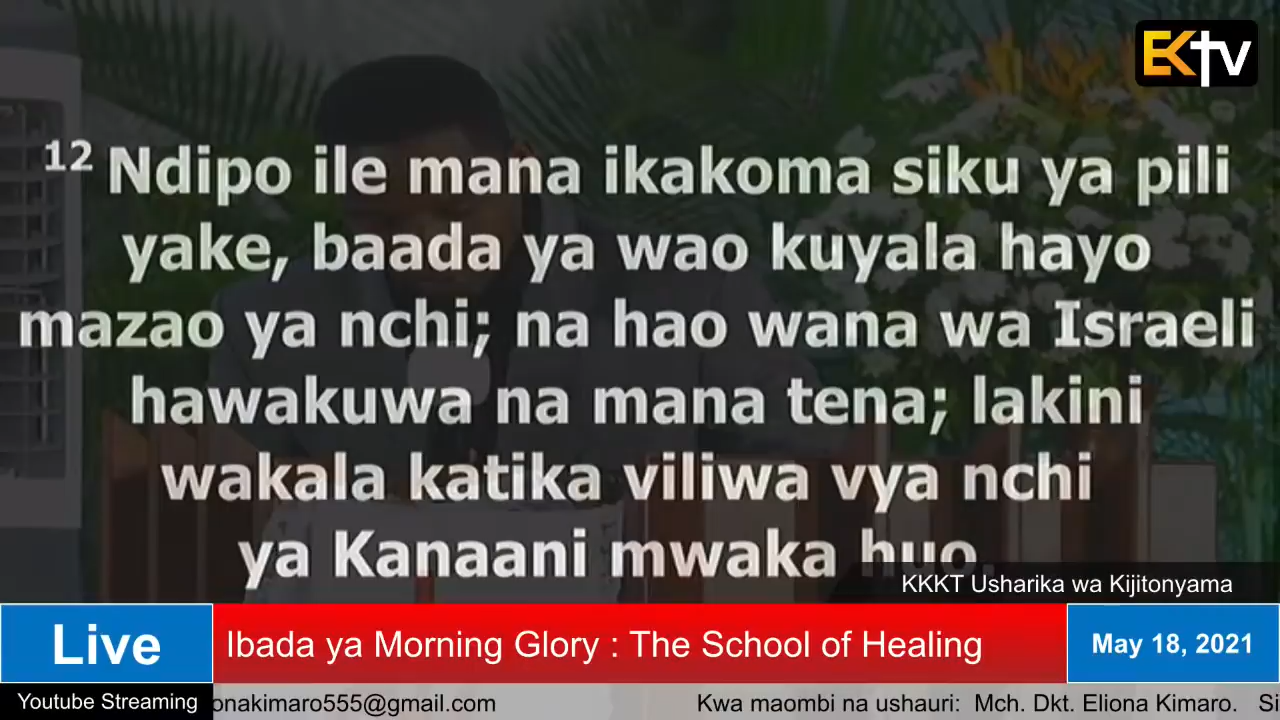 EKTV
12 Ndipo ile mana ikakoma siku ya pili
yake, baada ya wao kuyala hayo
mazao ya nchi; na hao wana wa Israeli
hawakuwa na mana tena; lakini
wakala katika viliwa vya nchi
ya Kanaani mwaka huo.
KKKT Usharika wa Kijitonyama
Live
Ibada ya Morning Glory : The School of Healing
May 18, 2021
Youtube Streaming
onakimaro555@gmail.com
Kwa maombi na ushauri: Mch. Dkt. Eliona Kimaro. Si